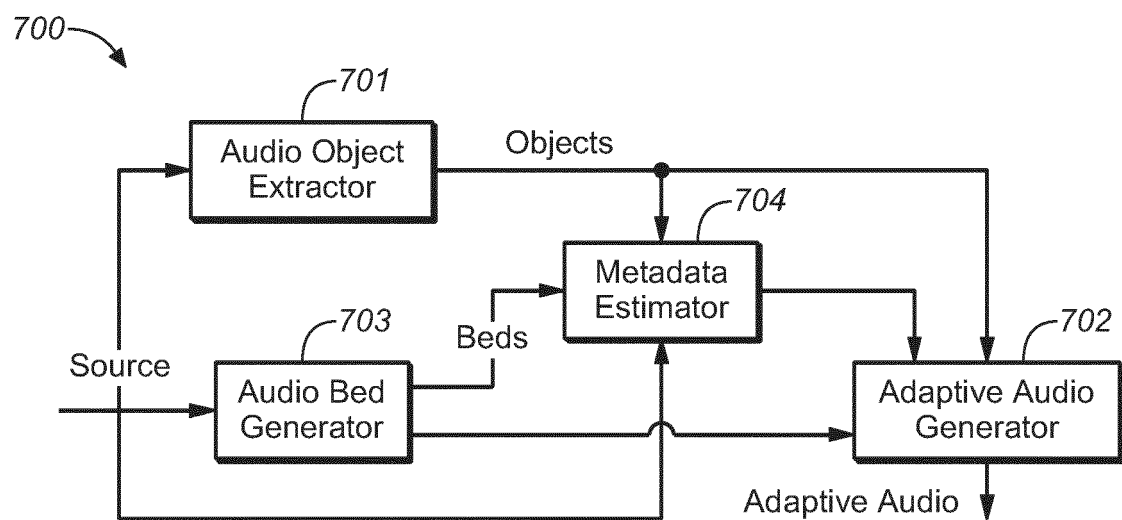 700
701
Audio Object
Extractor
Objects
704
Metadata
Estimator
703
Beds
702
Source
Audio Bed
Generator
Adaptive Audio
Generator
Adaptive Audio